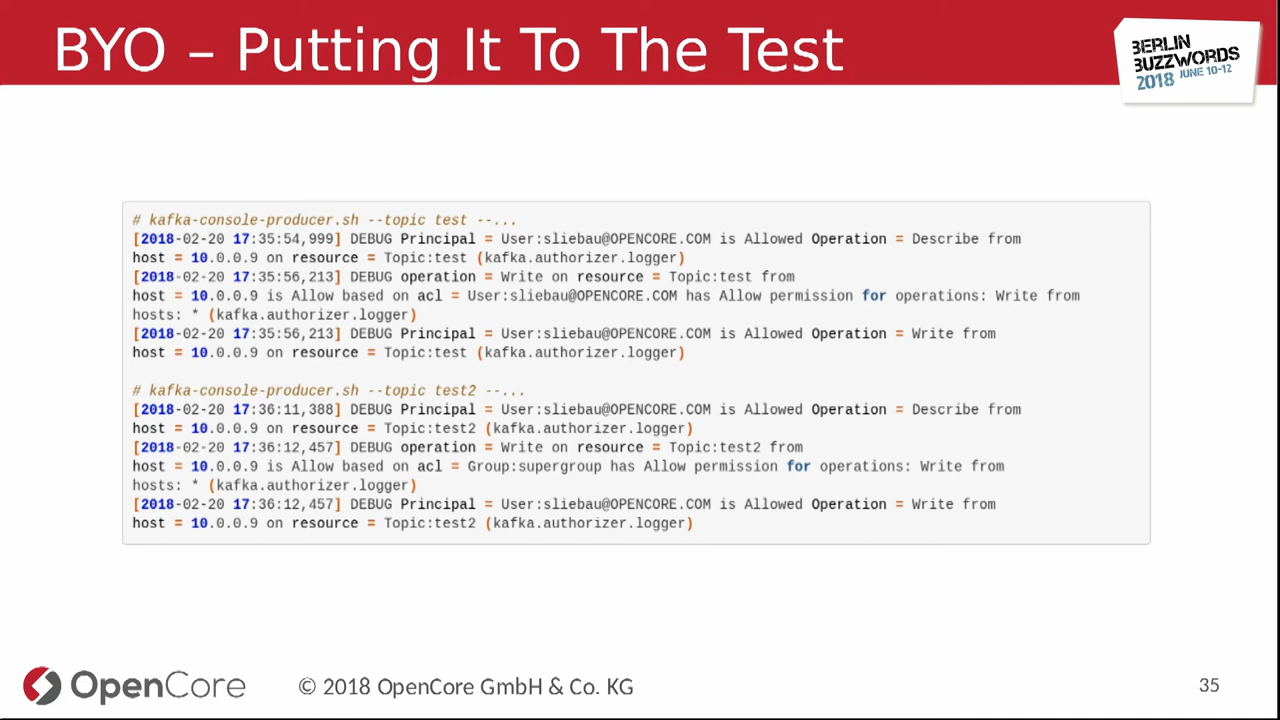 BYO – Putting It To The Test
BERLIN
BUZZWORDS
2018 JUNE 10-12
# kafka-console-producer.sh --topic test --...
[2018-02-20 17:35:54,999] DEBUG Principal = User:sliebau@OPENCORE.COM is Allowed Operation = Describe from
host = 10.0.0.9 on resource = Topic:test (kafka.authorizer.logger)
[2018-02-20 17:35:56,213] DEBUG operation = Write on resource = Topic:test from
host = 10.0.0.9 is Allow based on acl = User:sliebau@OPENCORE.COM has Allow permission for operations: Write from
hosts: * (kafka.authorizer.logger)
[2018-02-20 17:35:56,213] DEBUG Principal = User:sliebau@OPENCORE.COM is Allowed Operation = Write from
host = 10.0.0.9 on resource = Topic:test (kafka.authorizer.logger)
# kafka-console-producer.sh --topic test2 --...
[2018-02-20 17:36:11,388] DEBUG Principal = User:sliebau@OPENCORE.COM is Allowed Operation = Describe from
host = 10.0.0.9 on resource = Topic:test2 (kafka.authorizer.logger)
[2018-02-20 17:36:12,457] DEBUG operation = Write on resource = Topic:test2 from
host = 10.0.0.9 is Allow based on acl = Group:supergroup has Allow permission for operations: Write from
hosts: * (kafka.authorizer.logger)
[2018-02-20 17:36:12,457] DEBUG Principal = User:sliebau@OPENCORE.COM is Allowed Operation = Write from
host = 10.0.0.9 on resource = Topic:test2 (kafka.authorizer.logger)
OpenCore
© 2018 OpenCore GmbH & Co. KG
35